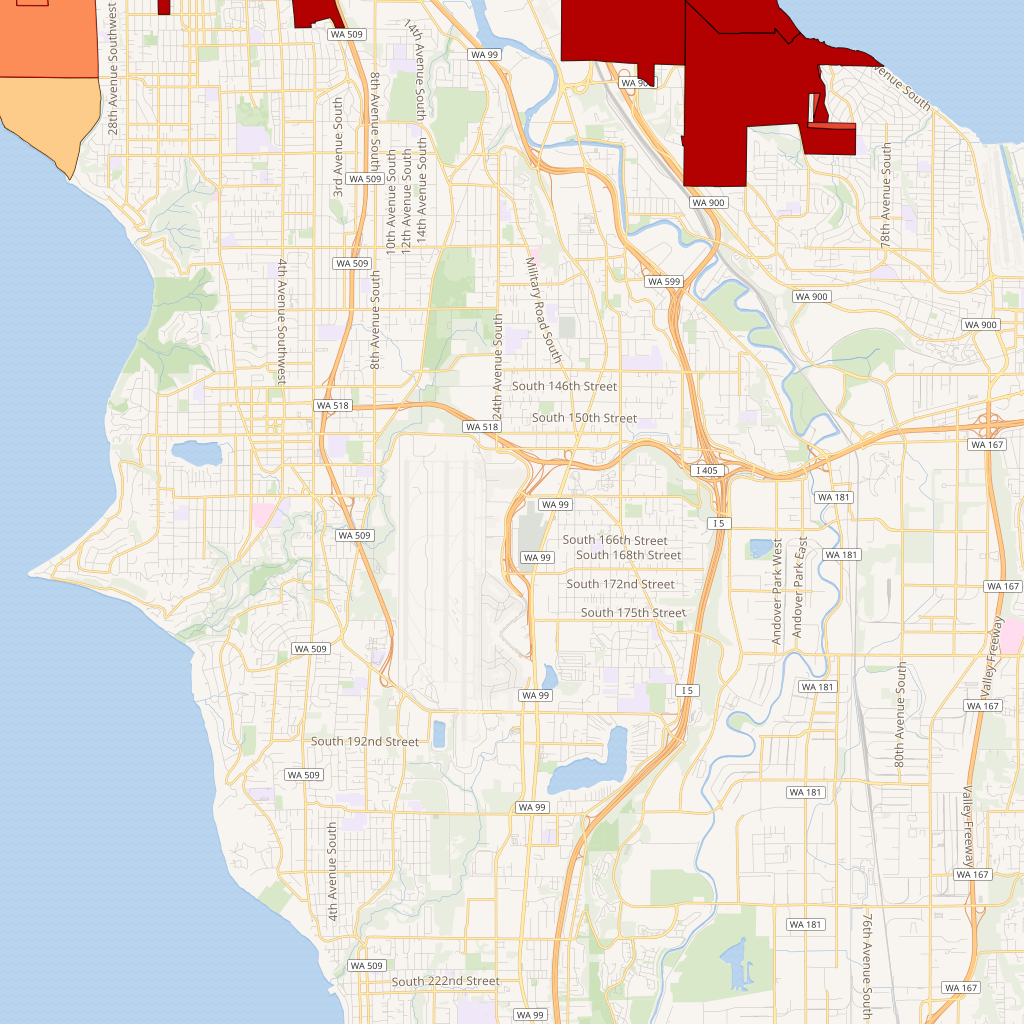 28th Avenue Southwest
WA 509
14th Avenue South
WA 99
WA 90
venue South
8th Avenue South
3rd Avenue South
10th Avenue South
12th Avenue South
14th Avenue South
WA 509
78th Avenue South
WA 900
WA 509
4th Avenue Southwest
8th Avenue South
Military Road South
WA 599
WA 900
WA 900
24th Avenue South
South 146th Street
WA 518
South 150th Street
WA 518
WA 167
I 405
WA 181
WA 99
I 5
WA 509
South 166th Street
South 168th Street
WA 99
WA 181
Andover Park West
Andover Park East
South 172nd Street
WA 167
South 175th Street
WA 509
Valley Freeway
WA 181
I 5
WA 99
WA 167
80th Avenue South
South 192nd Street
WA 509
WA 181
WA 99
Valley Freeway
4th Avenue South
WA 167
WA 181
76th Avenue South
WA 509
South 222nd Street
WA 167
WA 99